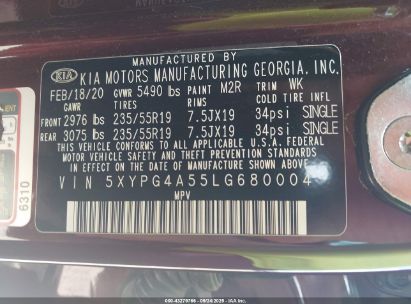 MANUFACTURED BY
KIA KIA MOTORS MANUFACTURING GEORGIA, INC.
FEB/18/20 GVWR 5490 lbs PAINT M2R TRIM WK
GAWR TIRES RIMS COLD TIRE INFL
FRONT 2976 lbs 235/55R19 7.5JX19 34psi SINGLE
REAR 3075 lbs 235/55R19 7.5JX19 34psi SINGLE
THIS VEHICLE CONFORMS TO ALL APPLICABLE U.S.A. FEDERAL
MOTOR VEHICLE SAFETY AND THEFT PREVENTION STANDARDS
IN EFFECT ON THE DATE OF MANUFACTURE SHOWN ABOVE.
VIN 5XYPG4A55LG680004
MPV
6310